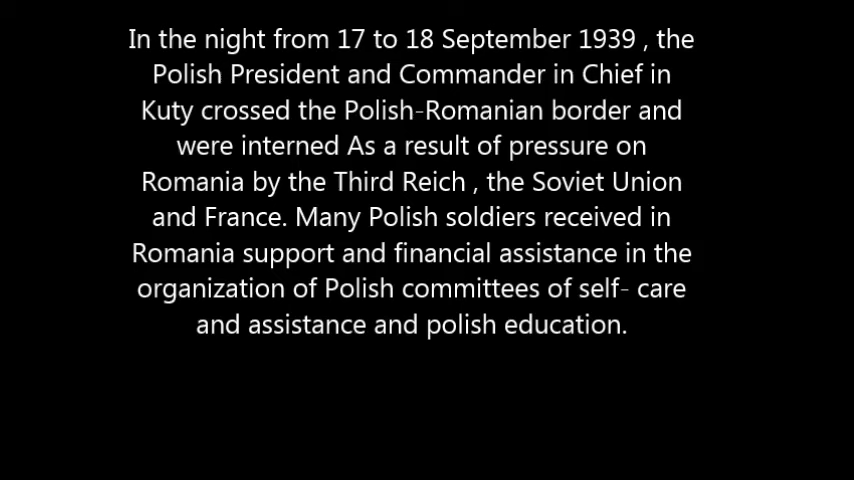 In the night from 17 to 18 September 1939 , the
Polish President and Commander in Chief in
Kuty crossed the Polish-Romanian border and
were interned As a result of pressure on
Romania by the Third Reich , the Soviet Union
and France. Many Polish soldiers received in
Romania support and financial assistance in the
organization of Polish committees of self- care
and assistance and polish education.